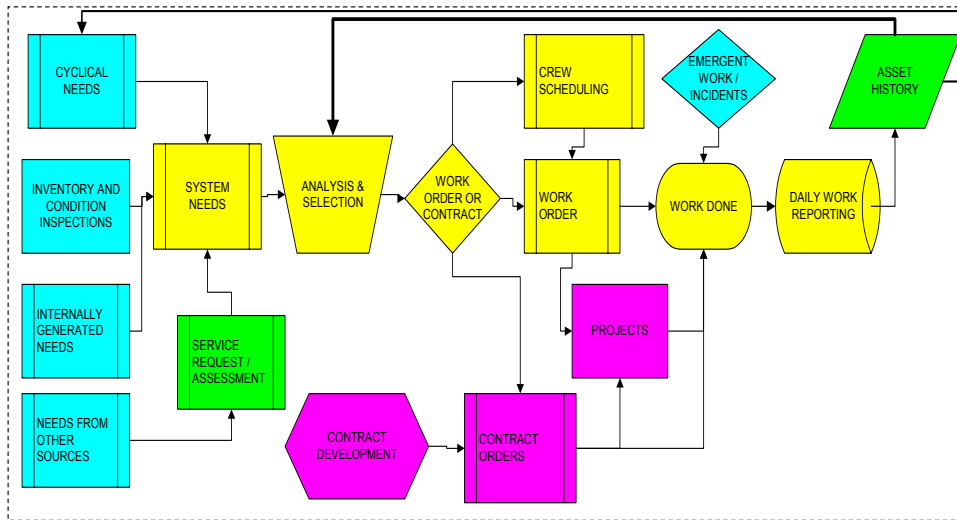 CYCLICAL
NEEDS
CREW
SCHEDULING
EMERGENT
WORK /
INCIDENTS
ASSET
HISTORY
INVENTORY AND
CONDITION
INSPECTIONS
SYSTEM
NEEDS
ANALYSIS &
SELECTION
WORK
ORDER OR
CONTRACT
WORK
ORDER
WORK DONE
DAILY WORK
REPORTING
INTERNALLY
GENERATED
NEEDS
SERVICE
REQUEST /
ASSESSMENT
PROJECTS
NEEDS FROM
OTHER
SOURCES
CONTRACT
DEVELOPMENT
CONTRACT
ORDERS